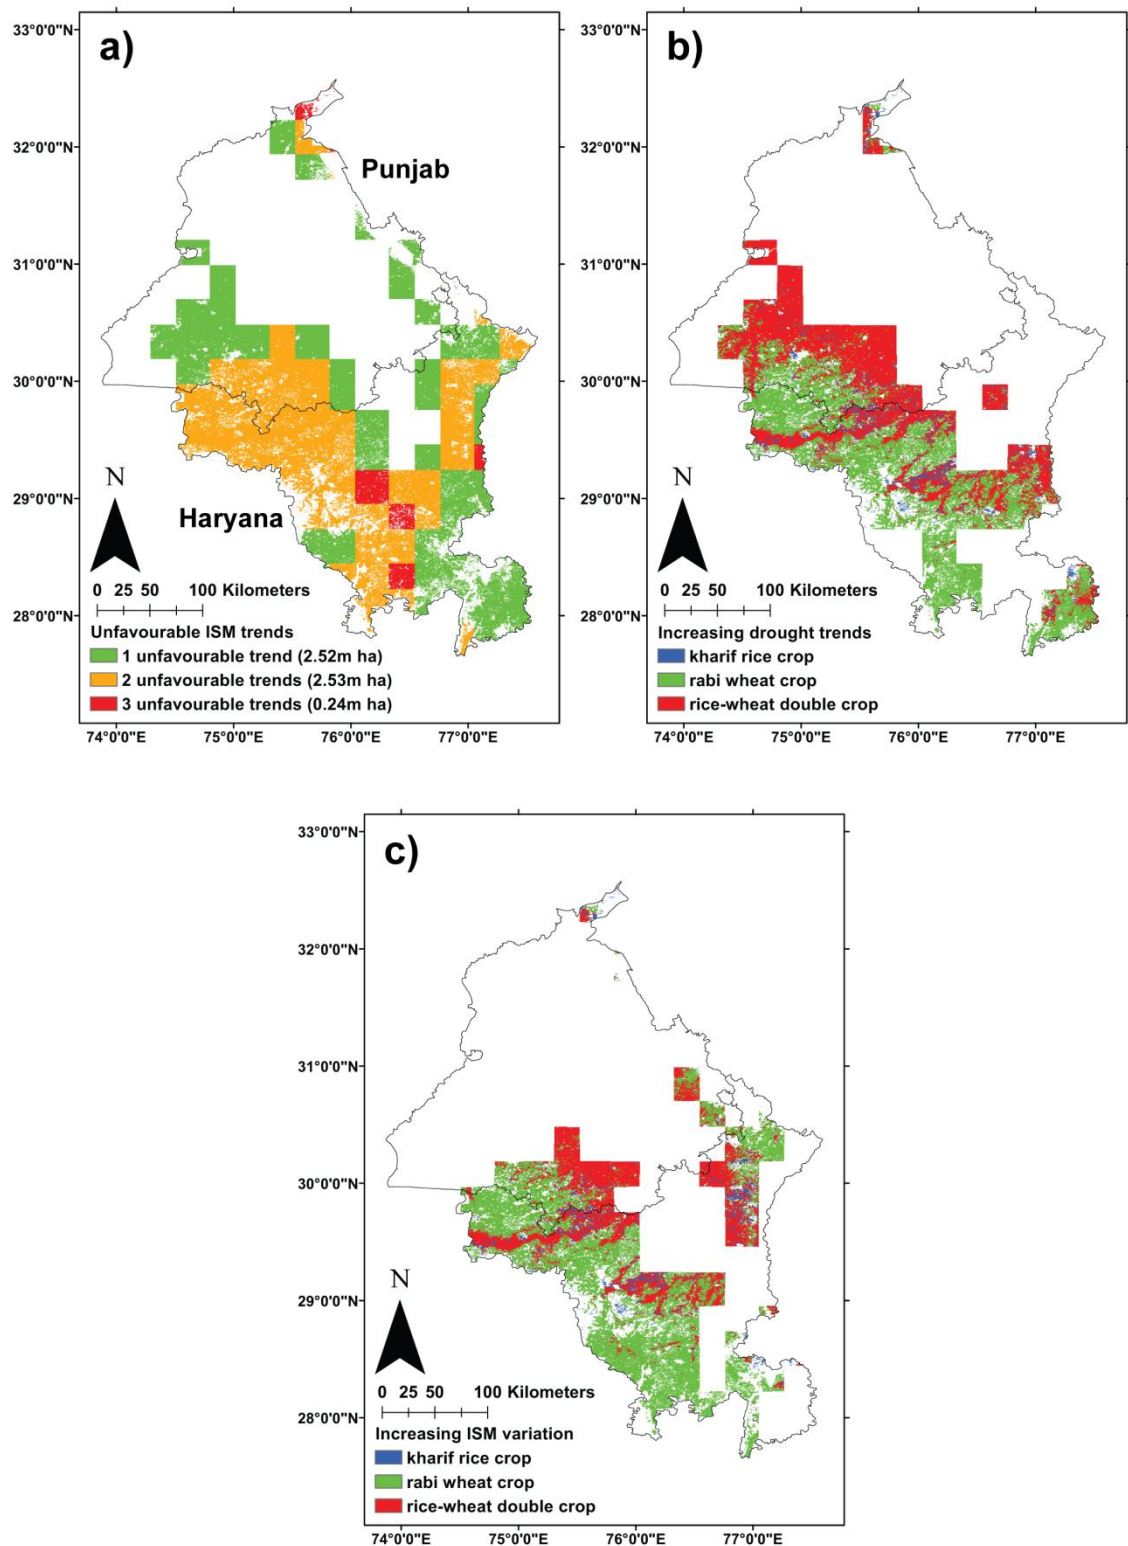 a)
33°0'0"N
32°0'0"N
31°0'0"N
30°0'0"N
29°0'0"N
28°0'0"N
Punjab
Haryana
N
0 25 50 100 Kilometers
Unfavourable ISM trends
1 unfavourable trend (2.52m ha)
2 unfavourable trends (2.53m ha)
3 unfavourable trends (0.24m ha)
74°0'0"E 75°0'0"E 76°0'0"E 77°0'0"E
b)
33°0'0"N
32°0'0"N
31°0'0"N
30°0'0"N
29°0'0"N
28°0'0"N
N
0 25 50 100 Kilometers
Increasing drought trends
kharif rice crop
rabi wheat crop
rice-wheat double crop
74°0'0"E 75°0'0"E 76°0'0"E 77°0'0"E
c)
33°0'0"N
32°0'0"N
31°0'0"N
30°0'0"N
29°0'0"N
28°0'0"N
N
0 25 50 100 Kilometers
Increasing ISM variation
kharif rice crop
rabi wheat crop
rice-wheat double crop
74°0'0"E 75°0'0"E 76°0'0"E 77°0'0"E